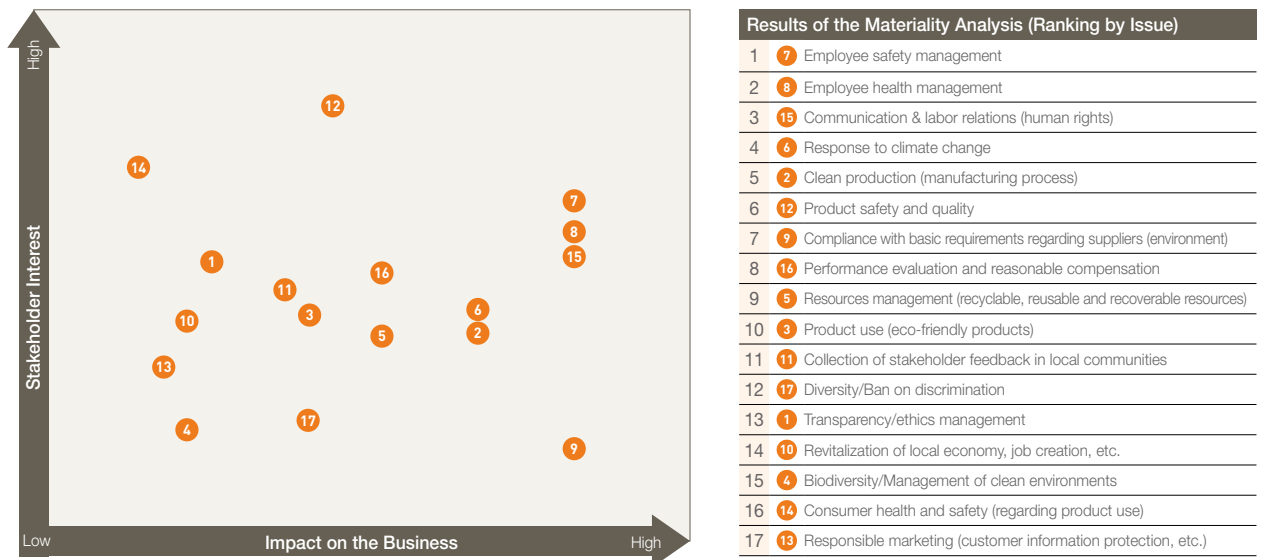 High
Stakeholder Interest
12
14
7
8
15
1
16
11
6
3
10
2
5
13
17
4
9
Low
Impact on the Business
High
Results of the Materiality Analysis (Ranking by Issue)
1 7 Employee safety management
2 8 Employee health management
3 15 Communication & labor relations (human rights)
4 6 Response to climate change
5 2 Clean production (manufacturing process)
6 12 Product safety and quality
7 9 Compliance with basic requirements regarding suppliers (environment)
8 16 Performance evaluation and reasonable compensation
9 5 Resources management (recyclable, reusable and recoverable resources)
10 3 Product use (eco-friendly products)
11 11 Collection of stakeholder feedback in local communities
12 17 Diversity/Ban on discrimination
13 1 Transparency/ethics management
14 10 Revitalization of local economy, job creation, etc.
15 4 Biodiversity/Management of clean environments
16 14 Consumer health and safety (regarding product use)
17 13 Responsible marketing (customer information protection, etc.)